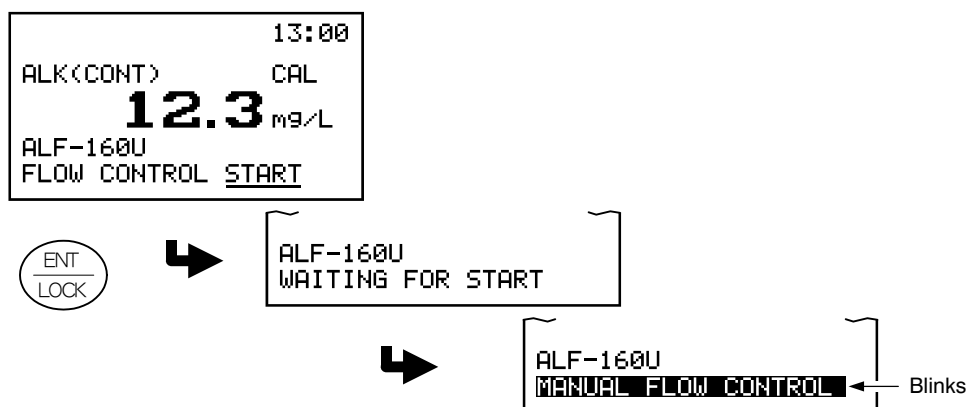 13:00
ALK(CONT) CAL
12.3 mg/L
ALF-160U
FLOW CONTROL START
ENT
LOCK
ALF-160U
WAITING FOR START
ALF-160U
MANUAL FLOW CONTROL
Blinks